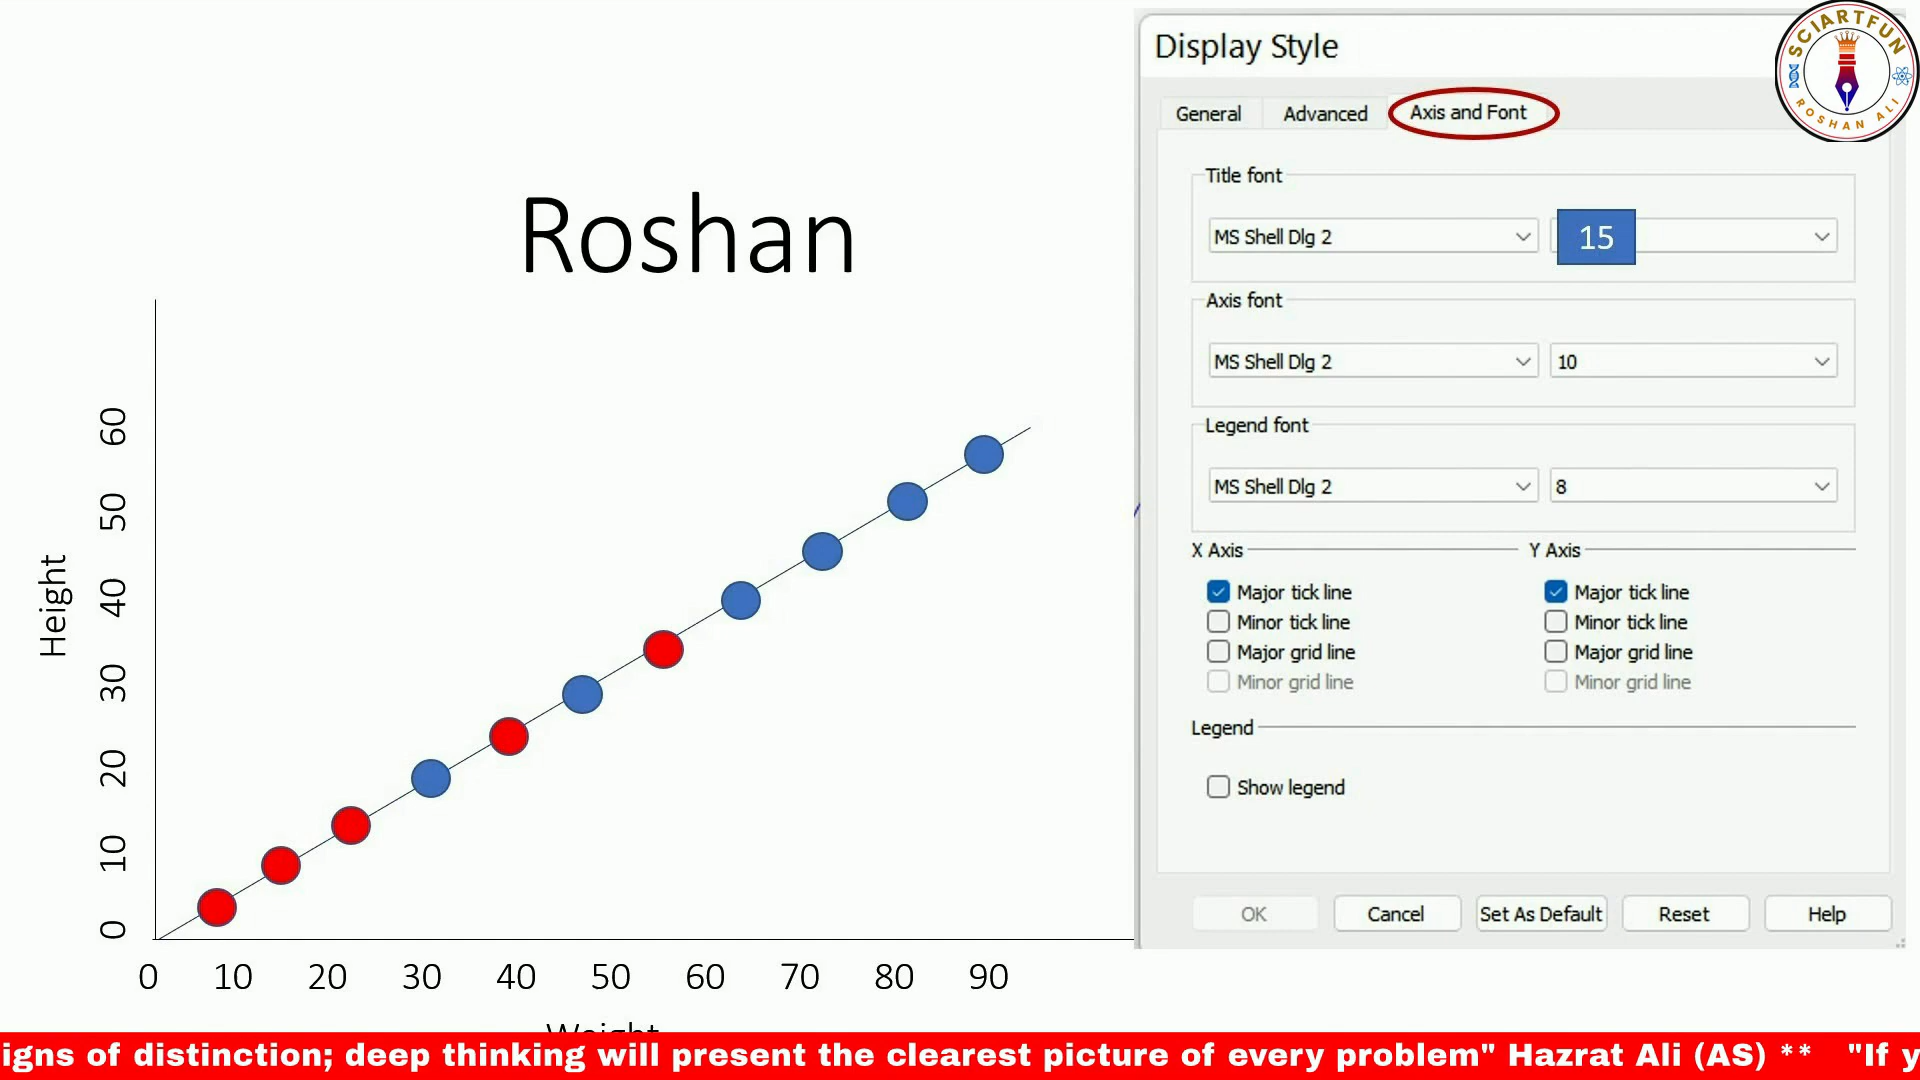 Display Style
SCIARTFUN
ROSHAN ALI
General Advanced Axis and Font
Title font
MS Shell Dlg 2 15
Axis font
MS Shell Dlg 2 10
Legend font
MS Shell Dlg 2 8
X Axis Y Axis
Major tick line Major tick line
Minor tick line Minor tick line
Major grid line Major grid line
Minor grid line Minor grid line
Legend
Show legend
OK Cancel Set As Default Reset Help
Roshan
Height
60
50
40
30
20
10
0
0 10 20 30 40 50 60 70 80 90
Weight
igns of distinction; deep thinking will present the clearest picture of every problem" Hazrat Ali (AS) ** "If y